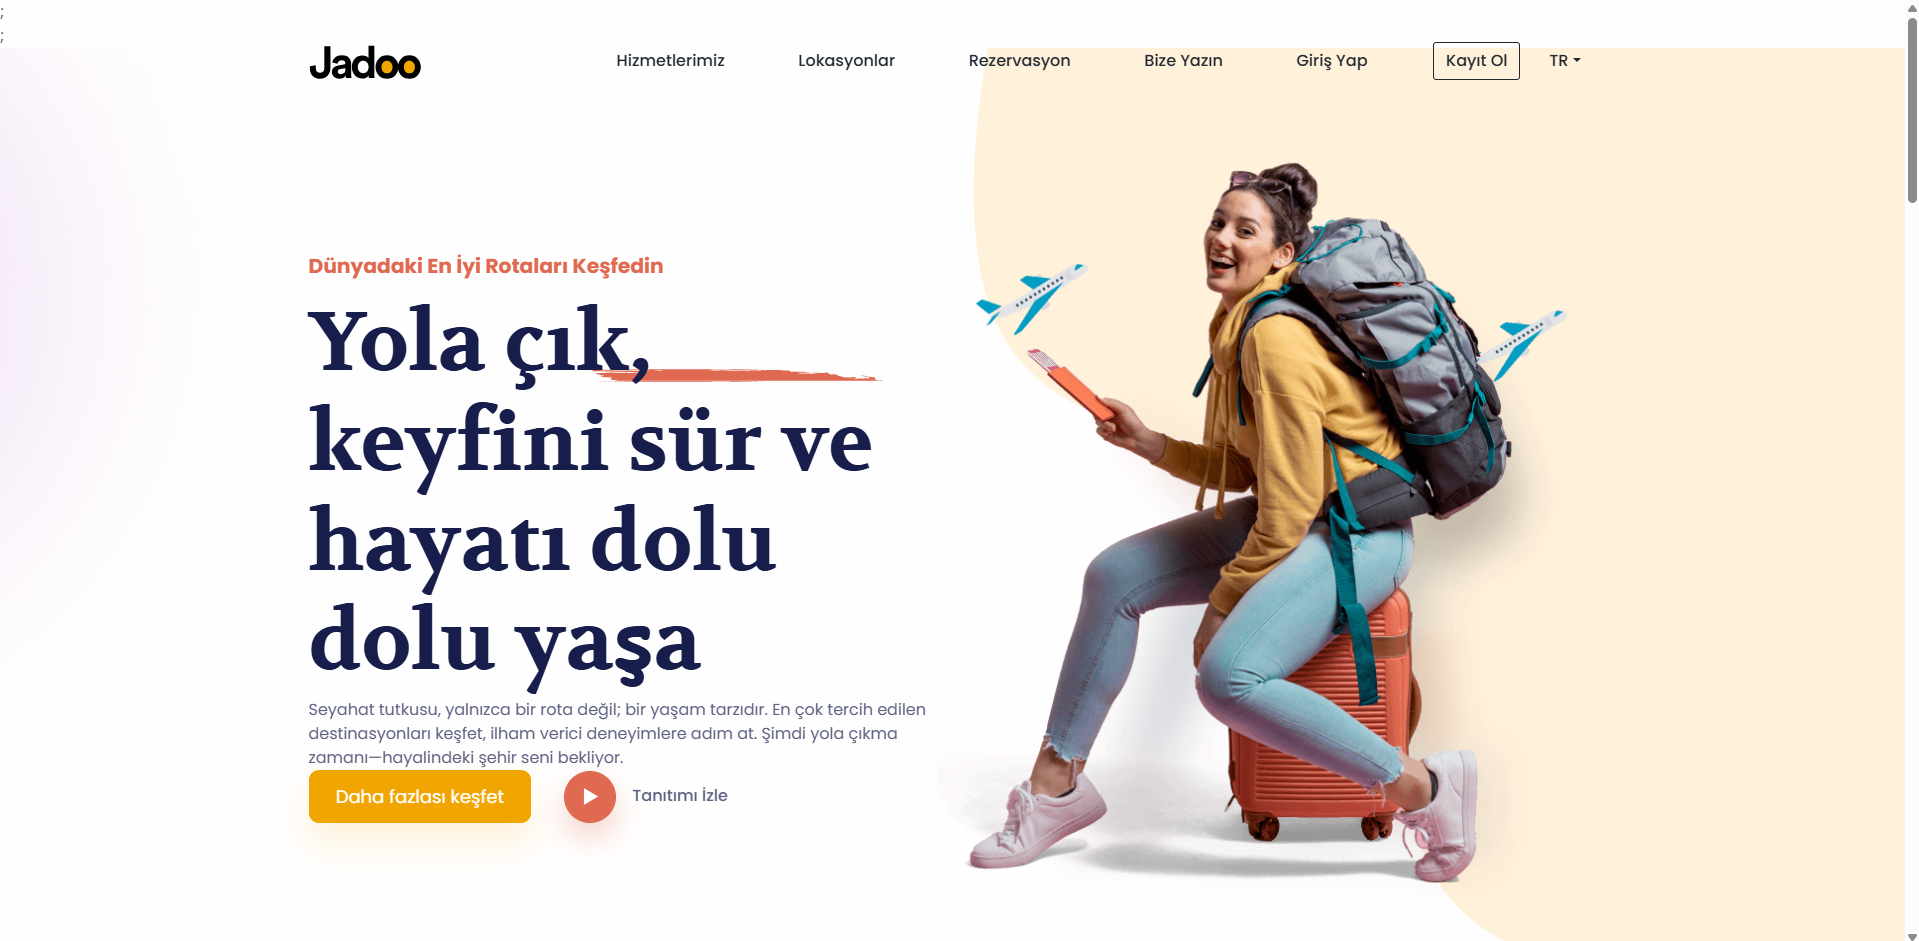 ;
;
Jadoo
Hizmetlerimiz
Lokasyonlar
Rezervasyon
Bize Yazın
Giriş Yap
Kayıt Ol
TR
Dünyadaki En İyi Rotaları Keşfedin
Yola çık,
keyfini sür ve
hayatı dolu
dolu yaşa
Seyahat tutkusu, yalnızca bir rota değil; bir yaşam tarzıdır. En çok tercih edilen
destinasyonları keşfet, ilham verici deneyimlere adım at. Şimdi yola çıkma
zamanı—hayalindeki şehir seni bekliyor.
Daha fazlası keşfet
Tanıtımı İzle